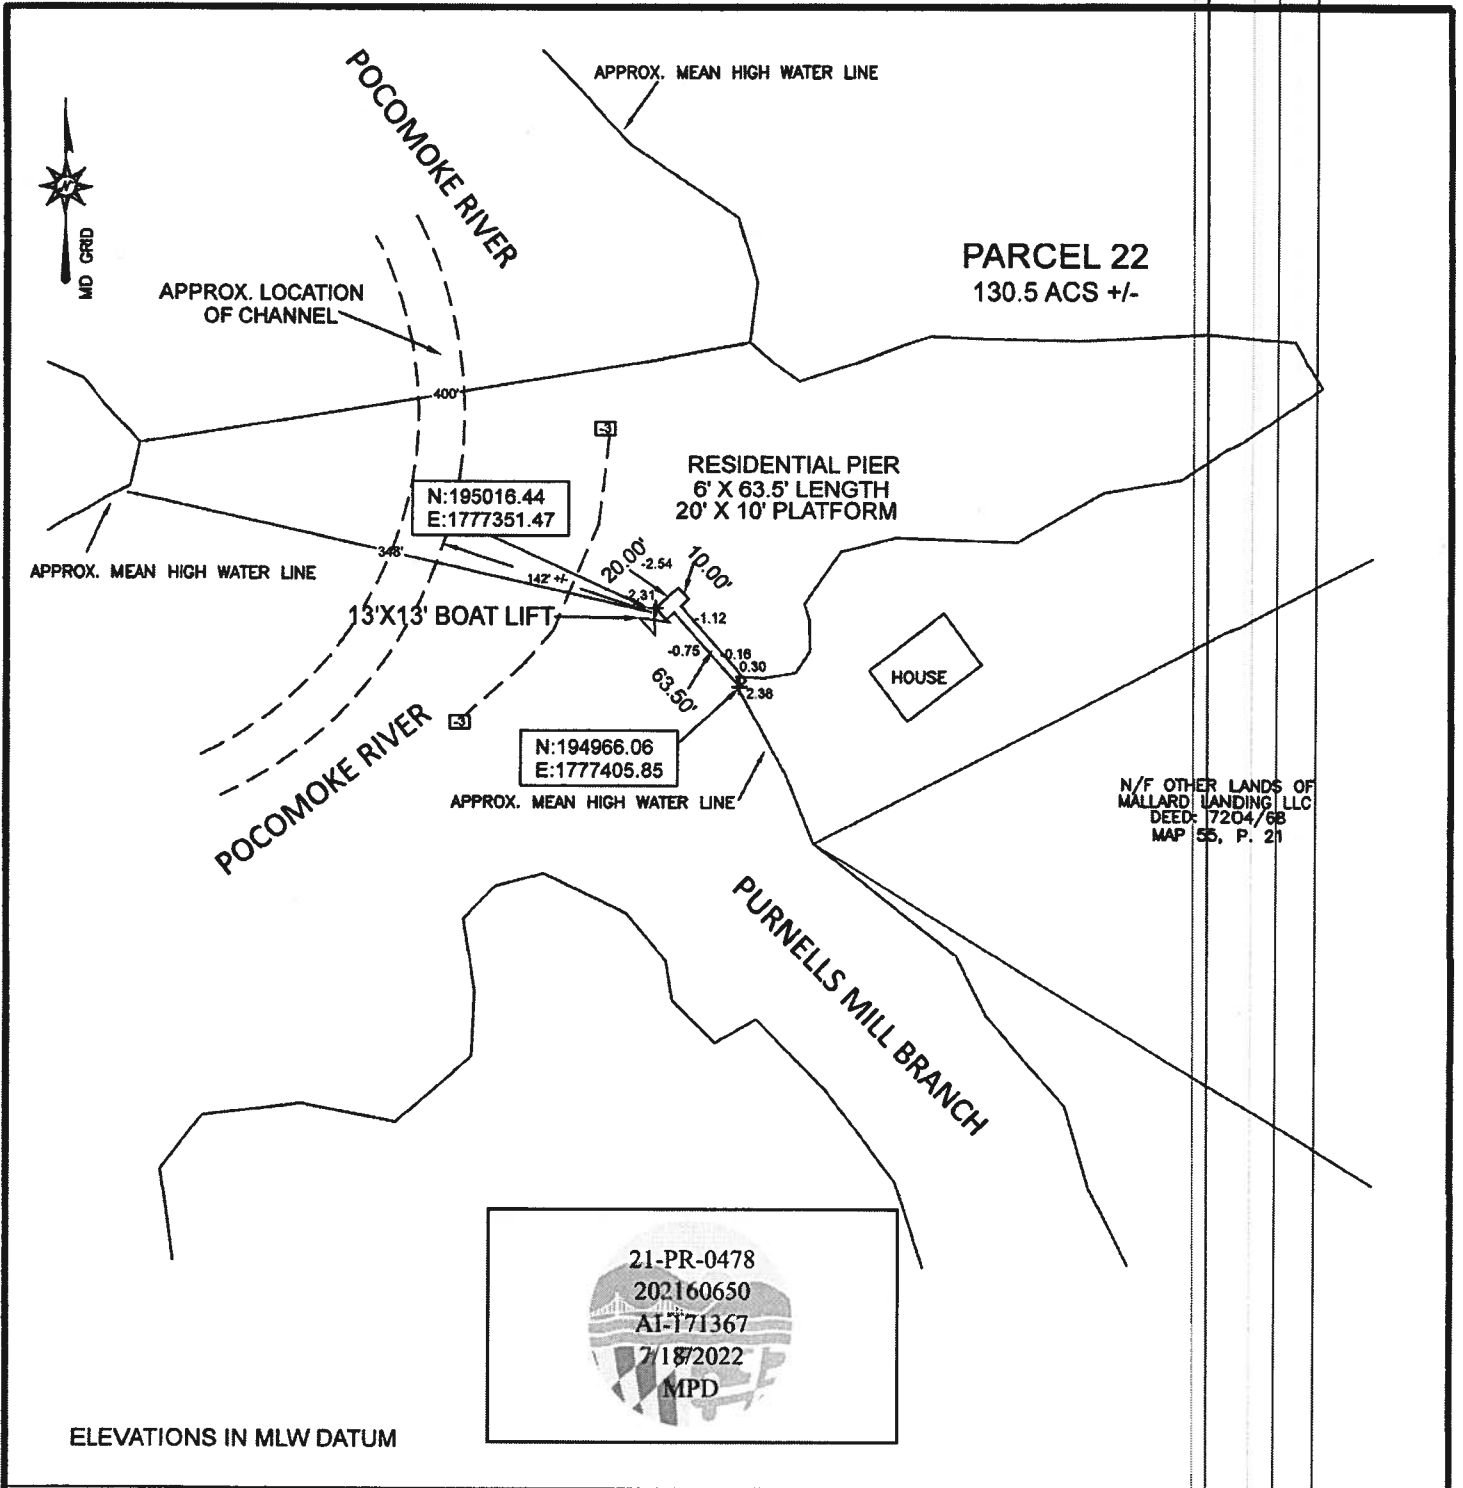 APPROX. MEAN HIGH WATER LINE
POCOMOKE RIVER
N
MD GRID
PARCEL 22
130.5 ACS +/-
APPROX. LOCATION
OF CHANNEL
400'
-3
RESIDENTIAL PIER
6' X 63.5' LENGTH
20' X 10' PLATFORM
N:195016.44
E:1777351.47
348'
APPROX. MEAN HIGH WATER LINE
142' +/-
20.00'
-2.54
10.00'
-2.31
13'X13' BOAT LIFT
-1.12
-0.75
-0.16
0.30
2.38
63.50'
HOUSE
-3
POCOMOKE RIVER
N:194966.06
E:1777405.85
APPROX. MEAN HIGH WATER LINE
N/F OTHER LANDS OF
MALLARD LANDING LLC
DEED: 7204/68
MAP 55, P. 21
PURNELLS MILL BRANCH
21-PR-0478
202160650
AI-171367
7/18/2022
MPD
ELEVATIONS IN MLW DATUM